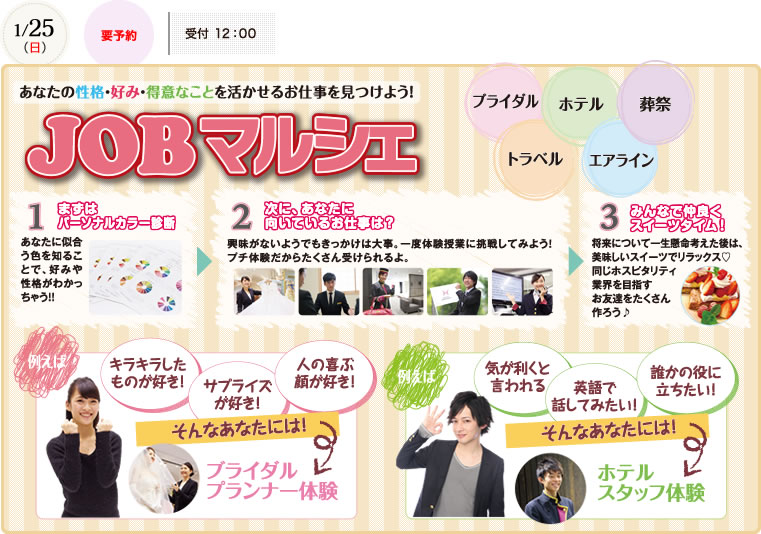 1/25
(日)
要予約
受付 12：00
あなたの性格・好み・得意なことを活かせるお仕事を見つけよう!
JOBマルシェ
ブライダル
ホテル
葬祭
トラベル
エアライン
1
まずは
パーソナルカラー診断
あなたに似合
う色を知るこ
とで、好みや
性格がわかっ
ちゃう!!
2
次に、あなたに
向いているお仕事は?
興味がないようでもきっかけは大事。一度体験授業に挑戦してみよう!
プチ体験だからたくさん受けられるよ。
3
みんなで仲良く
スイーツタイム!
将来について一生懸命考えた後は、
美味しいスイーツでリラックス♡
同じホスピタリティ
業界を目指す
お友達をたくさん
作ろう♪
例えば
キラキラした
ものが好き!
サプライズ
が好き!
人の喜ぶ
顔が好き!
そんなあなたには!
ブライダル
プランナー体験
例えば
気が利くと
言われる
英語で
話してみたい!
誰かの役に
立ちたい!
そんなあなたには!
ホテル
スタッフ体験